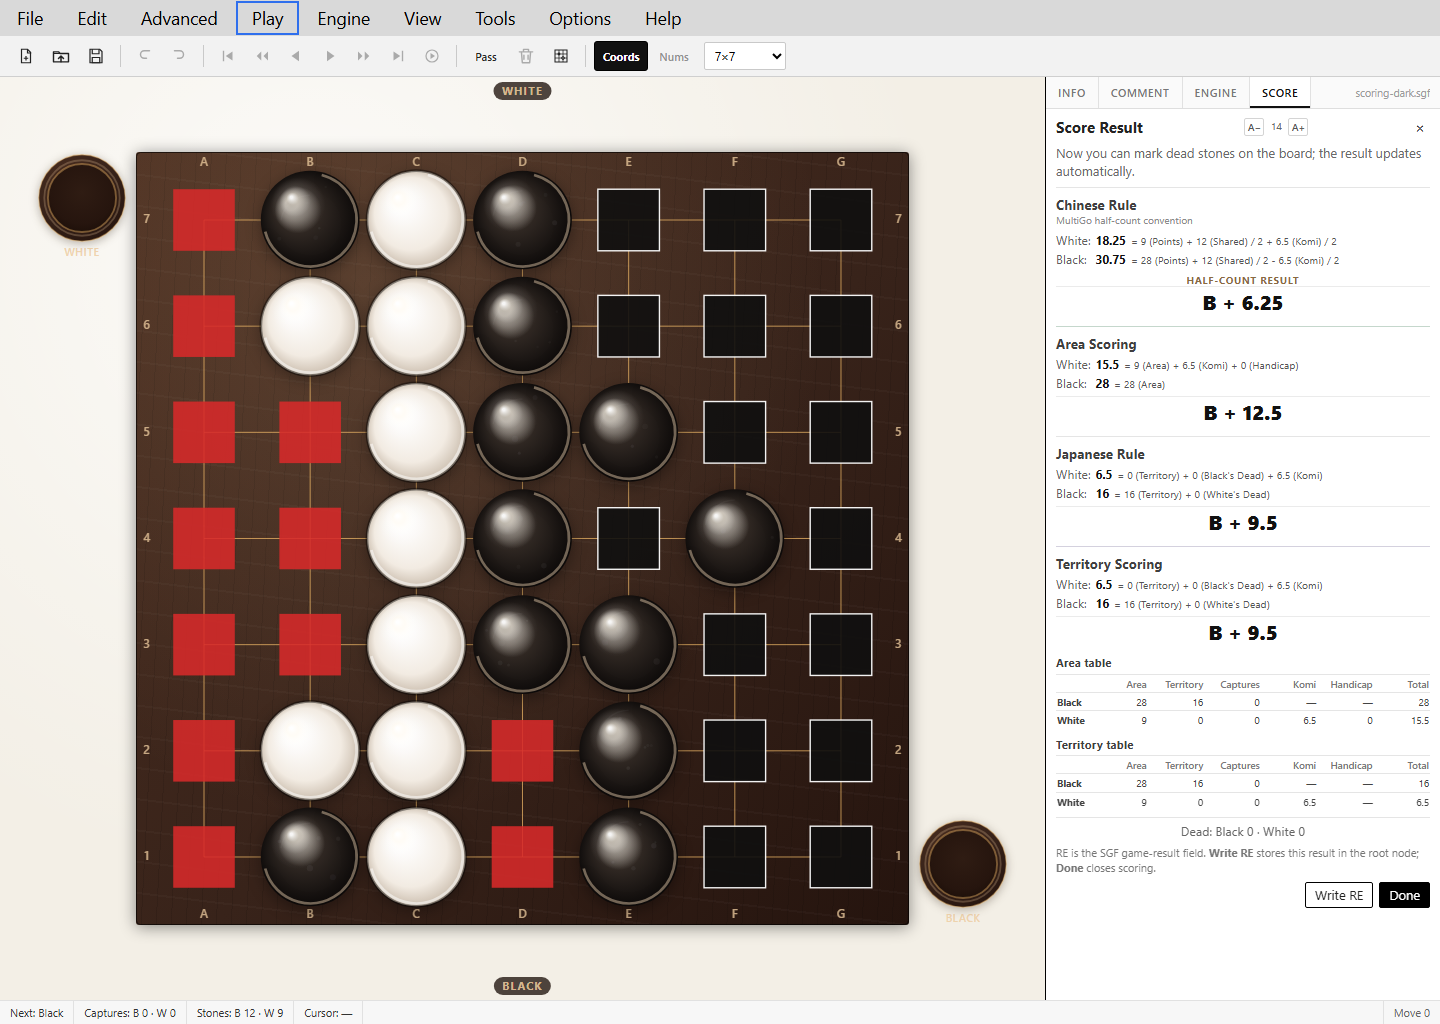 File Edit Advanced Play Engine View Tools Options Help
Pass Coords Nums 7×7
WHITE
INFO COMMENT ENGINE SCORE scoring-dark.sgf
Score Result A− 14 A+ ×
Now you can mark dead stones on the board; the result updates
automatically.
Chinese Rule
MultiGo half-count convention
White: 18.25 = 9 (Points) + 12 (Shared) / 2 + 6.5 (Komi) / 2
Black: 30.75 = 28 (Points) + 12 (Shared) / 2 - 6.5 (Komi) / 2
HALF-COUNT RESULT
B + 6.25
Area Scoring
White: 15.5 = 9 (Area) + 6.5 (Komi) + 0 (Handicap)
Black: 28 = 28 (Area)
B + 12.5
Japanese Rule
White: 6.5 = 0 (Territory) + 0 (Black's Dead) + 6.5 (Komi)
Black: 16 = 16 (Territory) + 0 (White's Dead)
B + 9.5
Territory Scoring
White: 6.5 = 0 (Territory) + 0 (Black's Dead) + 6.5 (Komi)
Black: 16 = 16 (Territory) + 0 (White's Dead)
B + 9.5
Area table
Area Territory Captures Komi Handicap Total
Black 28 16 0 — — 28
White 9 0 0 6.5 0 15.5
Territory table
Area Territory Captures Komi Handicap Total
Black 28 16 0 — — 16
White 9 0 0 6.5 — 6.5
Dead: Black 0 · White 0
RE is the SGF game-result field. Write RE stores this result in the root node;
Done closes scoring.
Write RE Done
A B C D E F G
7 7
6 6
5 5
4 4
3 3
2 2
1 1
A B C D E F G
WHITE
BLACK
BLACK
Next: Black Captures: B 0 · W 0 Stones: B 12 · W 9 Cursor: — Move 0